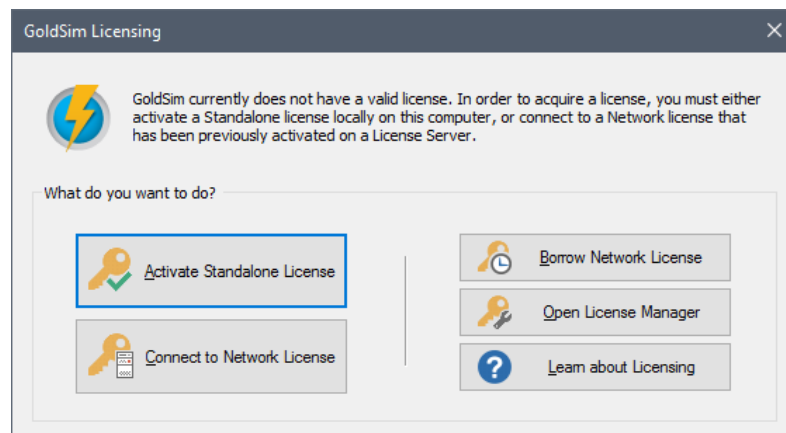 GoldSim Licensing
GoldSim currently does not have a valid license. In order to acquire a license, you must either
activate a Standalone license locally on this computer, or connect to a Network license that
has been previously activated on a License Server.
What do you want to do?
Activate Standalone License
Connect to Network License
Borrow Network License
Open License Manager
Learn about Licensing